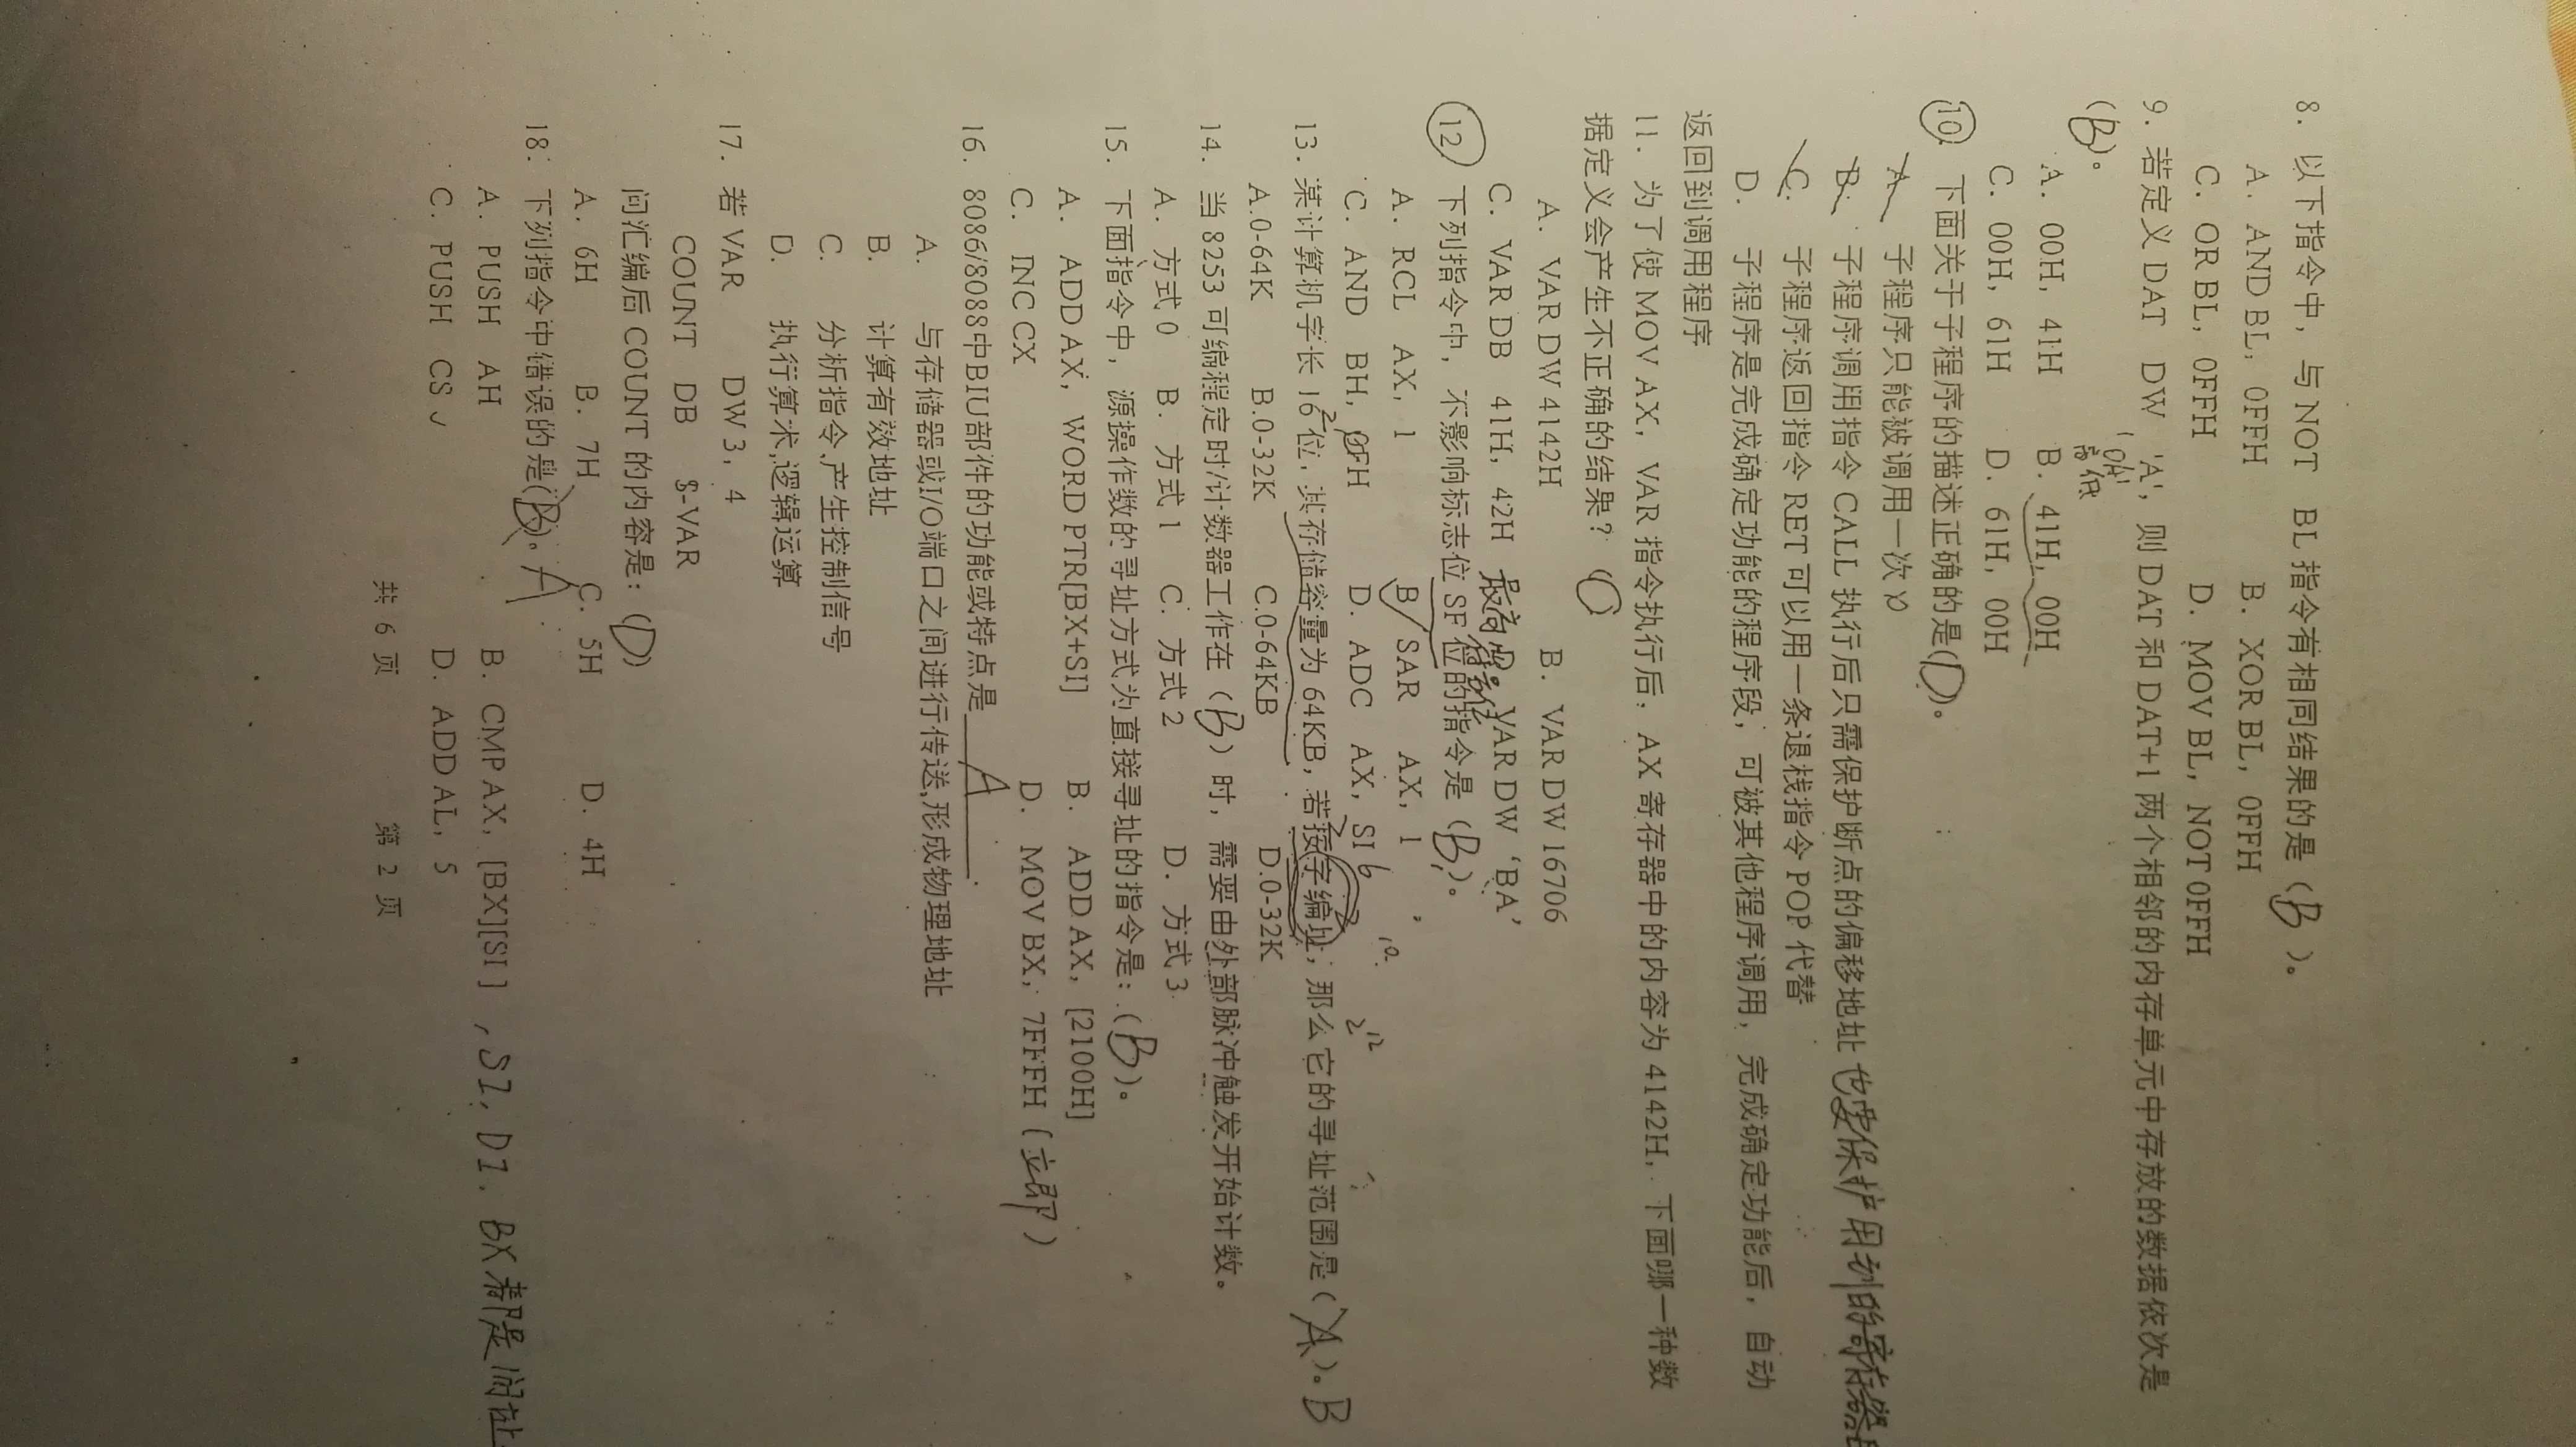 8. 以下指令中，与 NOT BL 指令有相同结果的是（B）。
A. AND BL, 0FFH B. XOR BL, 0FFH
C. OR BL, 0FFH D. MOV BL, NOT 0FFH
9. 若定义 DAT DW 'A'，则 DAT 和 DAT+1 两个相邻的内存单元中存放的数据依次是
(B)。 '0A'
高低
A. 00H, 41H B. 41H, 00H
C. 00H, 61H D. 61H, 00H
10. 下面关于子程序的描述正确的是(D)。
A. 子程序只能被调用一次
B. 子程序调用指令 CALL 执行后只需保护断点的偏移地址 也要保护用到的寄存器
C. 子程序返回指令 RET 可以用一条退栈指令 POP 代替
D. 子程序是完成确定功能的程序段，可被其他程序调用，完成确定功能后，自动
返回到调用程序
11. 为了使 MOV AX, VAR 指令执行后，AX 寄存器中的内容为 4142H，下面哪一种数
据定义会产生不正确的结果？(C)
A. VAR DW 4142H B. VAR DW 16706
C. VAR DB 41H, 42H D. VAR DW 'BA'
最高
12. 下列指令中，不影响标志位 SF 位的指令是（B）。
A. RCL AX, 1 B. SAR AX, 1
C. AND BH, 0FH D. ADC AX, SI
13. 某计算机字长 16 位，其存储容量为 64KB，若按字编址，那么它的寻址范围是（A）。B
A.0-64K B.0-32K C.0-64KB D.0-32K
14. 当 8253 可编程定时/计数器工作在（B）时，需要由外部脉冲触发开始计数。
A. 方式 0 B. 方式 1 C. 方式 2 D. 方式 3
15. 下面指令中，源操作数的寻址方式为直接寻址的指令是：（B）。
A. ADD AX, WORD PTR[BX+SI] B. ADD AX, [2100H]
C. INC CX D. MOV BX, 7FFFH (立即)
16. 8086/8088中BIU部件的功能或特点是 A
A. 与存储器或I/O端口之间进行传送,形成物理地址
B. 计算有效地址
C. 分析指令,产生控制信号
D. 执行算术,逻辑运算
17. 若 VAR DW 3, 4
COUNT DB $-VAR
问汇编后 COUNT 的内容是：(D)
A. 6H B. 7H C. 5H D. 4H
18. 下列指令中错误的是(B)。A
A. PUSH AH B. CMP AX, [BX][SI] , SI, DI, BX都是间址
C. PUSH CS √ D. ADD AL, 5
共 6 页 第 2 页